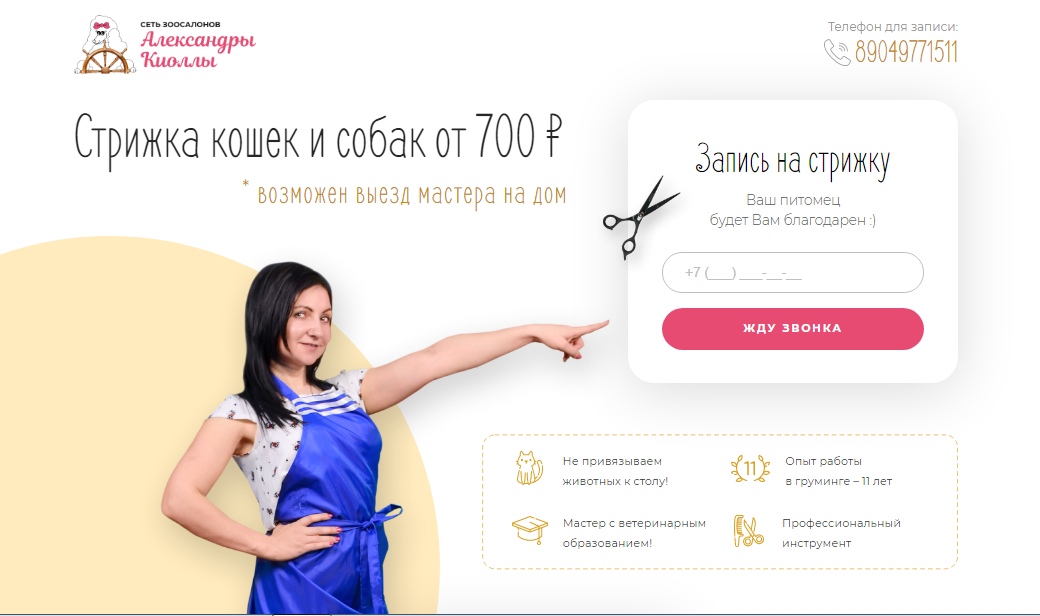 СЕТЬ ЗООСАЛОНОВ
Александры
Киоллы
Телефон для записи:
89049771511
Стрижка кошек и собак от 700 ₽
* возможен выезд мастера на дом
Запись на стрижку
Ваш питомец
будет Вам благодарен :)
+7 (___) ___-__-__
ЖДУ ЗВОНКА
Не привязываем
животных к столу!
11
Опыт работы
в груминге – 11 лет
Мастер с ветеринарным
образованием!
Профессиональный
инструмент